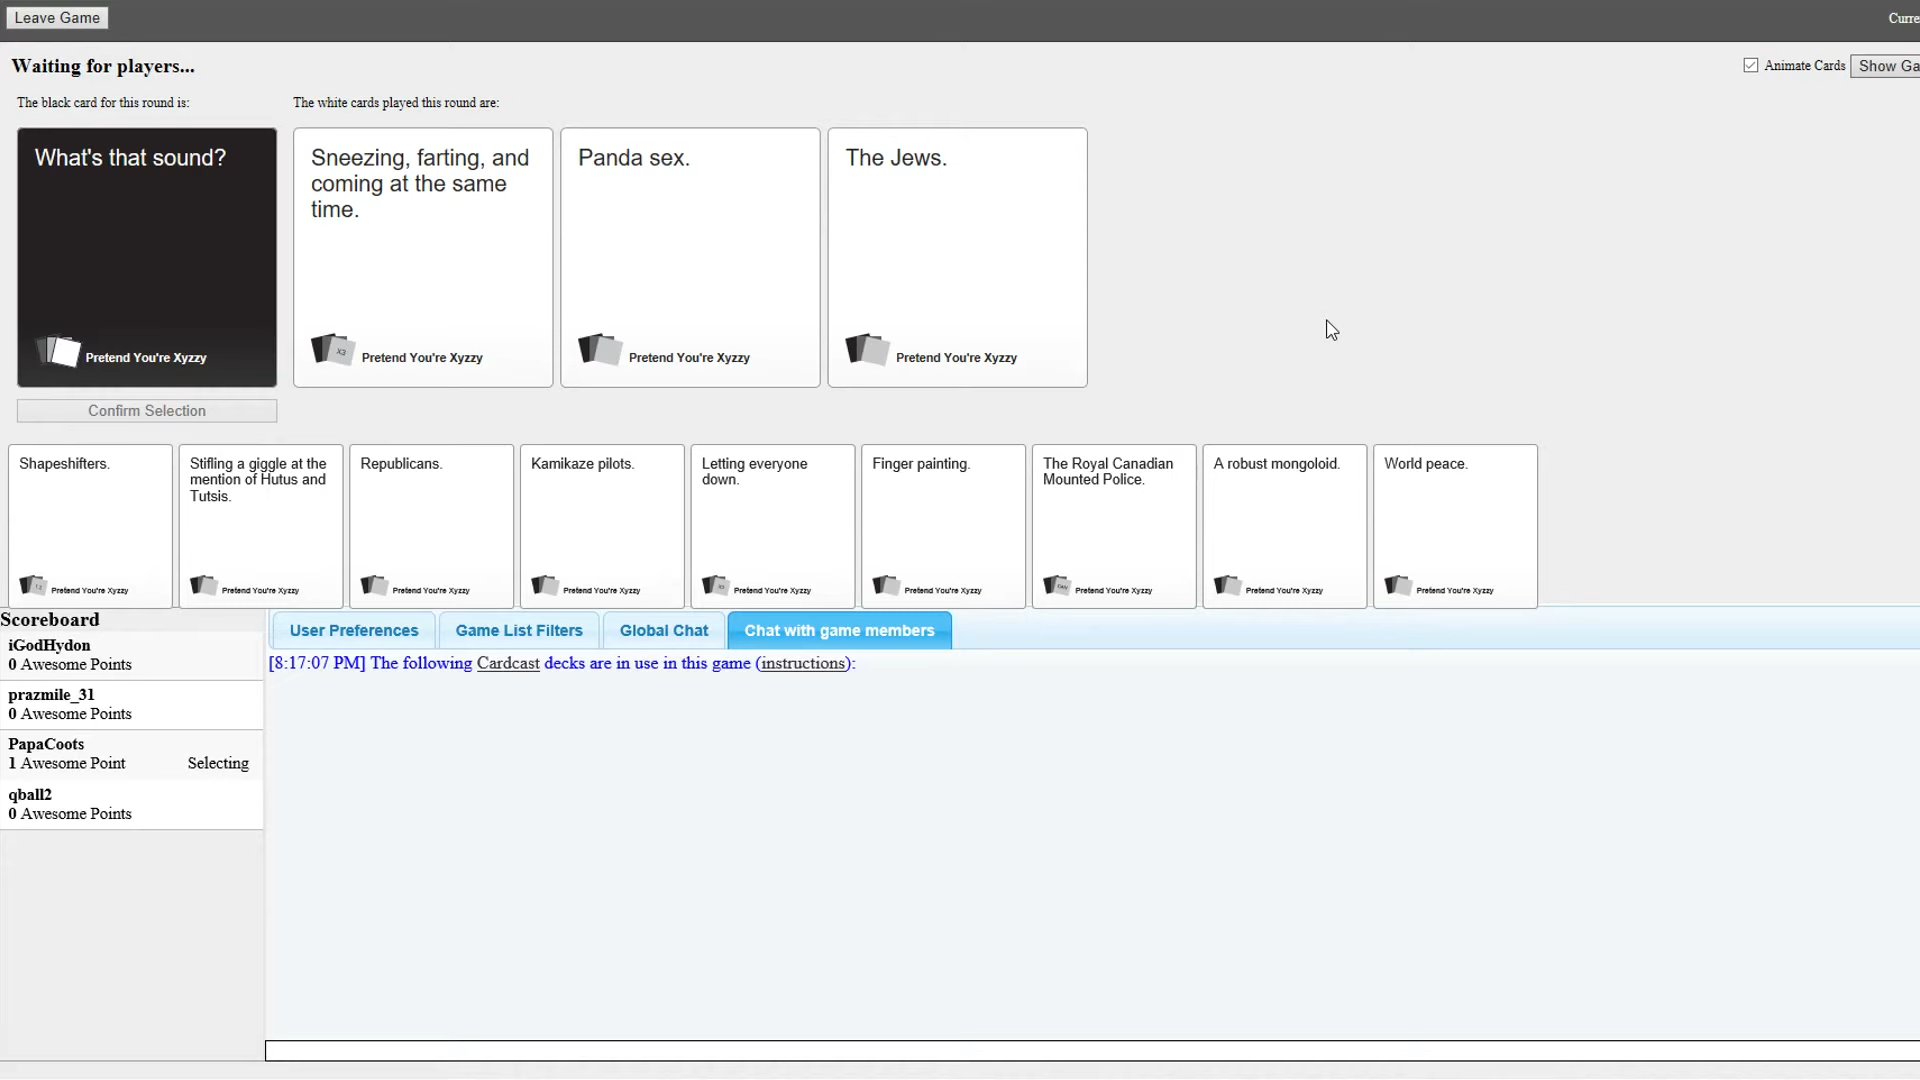 Leave Game
Curre
Waiting for players...
Animate Cards
Show Ga
The black card for this round is:
The white cards played this round are:
What's that sound?
Pretend You're Xyzzy
Sneezing, farting, and
coming at the same
time.
X3
Pretend You're Xyzzy
Panda sex.
Pretend You're Xyzzy
The Jews.
Pretend You're Xyzzy
Confirm Selection
Shapeshifters.
Pretend You're Xyzzy
Stifling a giggle at the
mention of Hutus and
Tutsis.
Pretend You're Xyzzy
Republicans.
Pretend You're Xyzzy
Kamikaze pilots.
Pretend You're Xyzzy
Letting everyone
down.
Pretend You're Xyzzy
Finger painting.
Pretend You're Xyzzy
The Royal Canadian
Mounted Police.
Pretend You're Xyzzy
A robust mongoloid.
Pretend You're Xyzzy
World peace.
Pretend You're Xyzzy
Scoreboard
iGodHydon
0 Awesome Points
prazmile_31
0 Awesome Points
PapaCoots
1 Awesome Point
Selecting
qball2
0 Awesome Points
User Preferences
Game List Filters
Global Chat
Chat with game members
[8:17:07 PM] The following Cardcast decks are in use in this game (instructions):